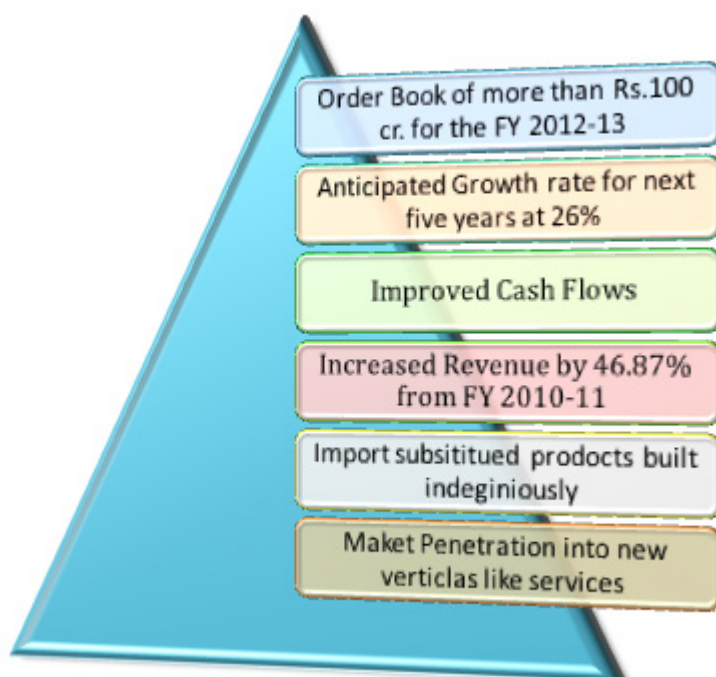 Order Book of more than Rs.100
cr. for the FY 2012-13
Anticipated Growth rate for next
five years at 26%
Improved Cash Flows
Increased Revenue by 46.87%
from FY 2010-11
Import subsititued prodocts built
indeginiously
Maket Penetration into new
verticlas like services